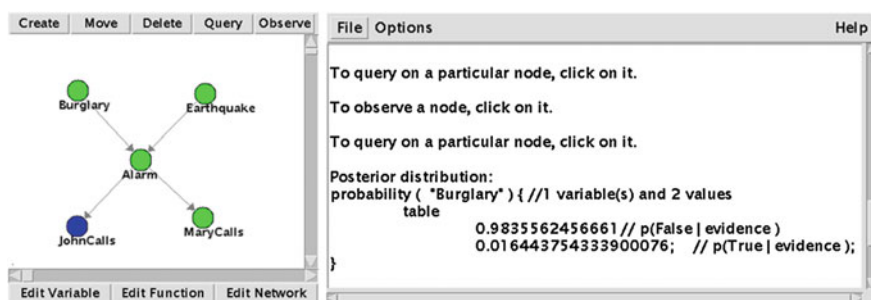 Create Move Delete Query Observe
Burglary
Earthquake
Alarm
JohnCalls
MaryCalls
Edit Variable Edit Function Edit Network
File Options Help
To query on a particular node, click on it.
To observe a node, click on it.
To query on a particular node, click on it.
Posterior distribution:
probability ( "Burglary" ) { //1 variable(s) and 2 values
table
0.9835562456661 // p(False | evidence )
0.016443754333900076; // p(True | evidence );
}